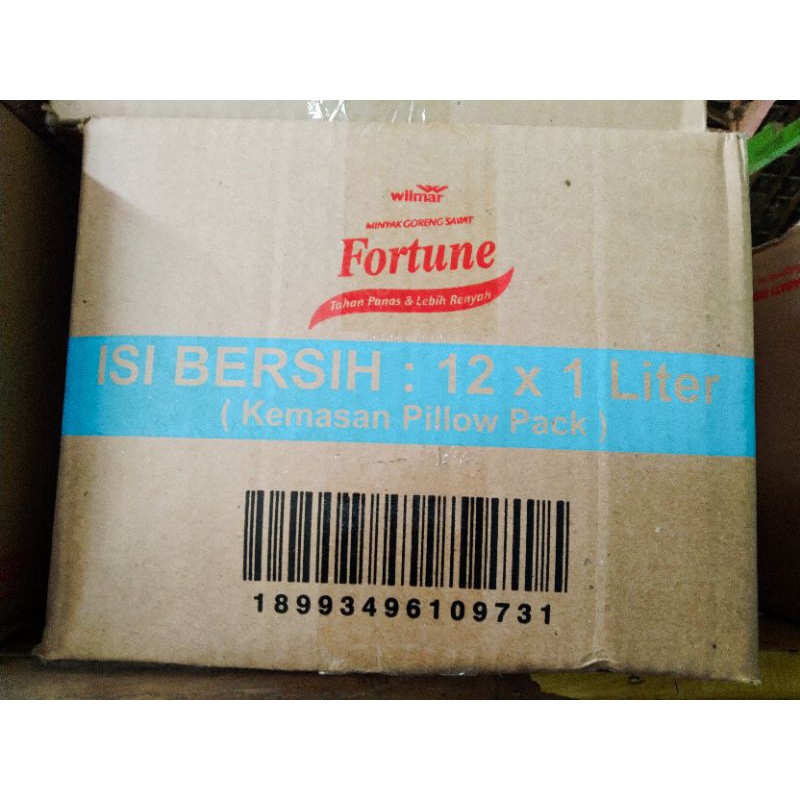 wilmar
MINYAK GORENG SAWIT
Fortune
Tahan Panas & Lebih Renyah
ISI BERSIH : 12 x 1 Liter
( Kemasan Pillow Pack )
18993496109731